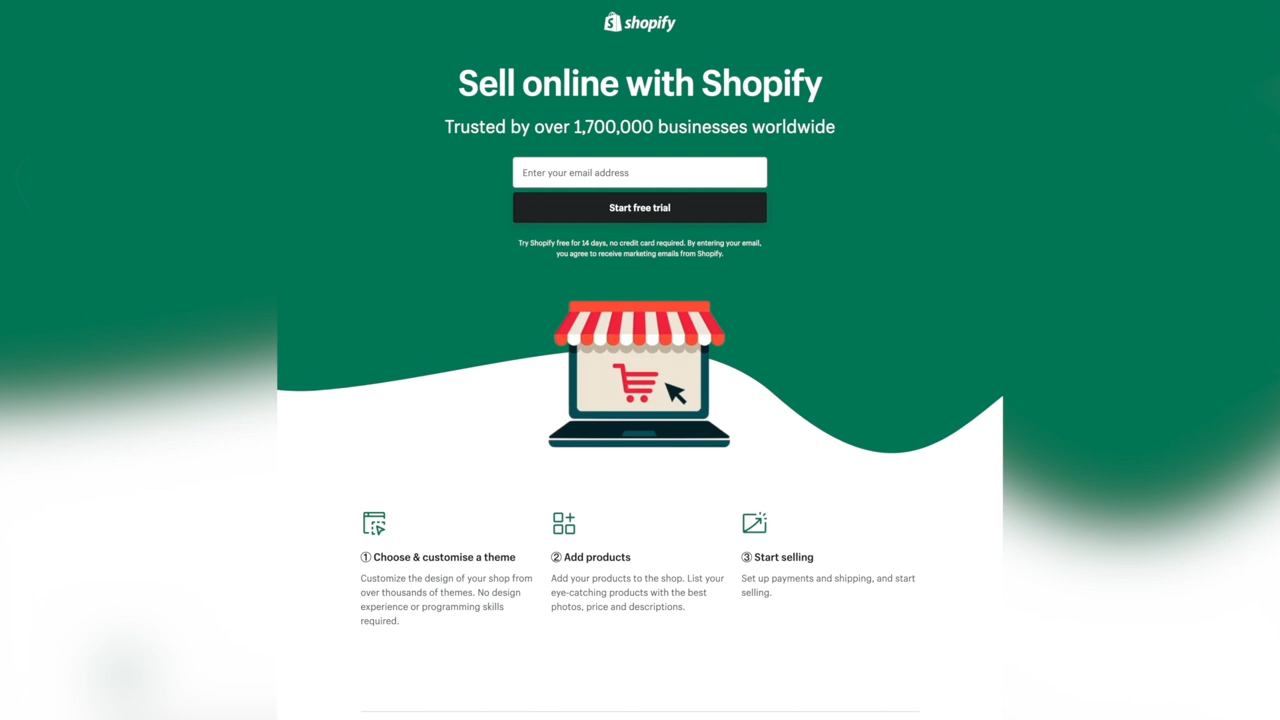 shopify
Sell online with Shopify
Trusted by over 1,700,000 businesses worldwide
Enter your email address
Start free trial
Try Shopify free for 14 days, no credit card required. By entering your email,
you agree to receive marketing emails from Shopify.
① Choose & customise a theme
Customize the design of your shop from
over thousands of themes. No design
experience or programming skills
required.
② Add products
Add your products to the shop. List your
eye-catching products with the best
photos, price and descriptions.
③ Start selling
Set up payments and shipping, and start
selling.